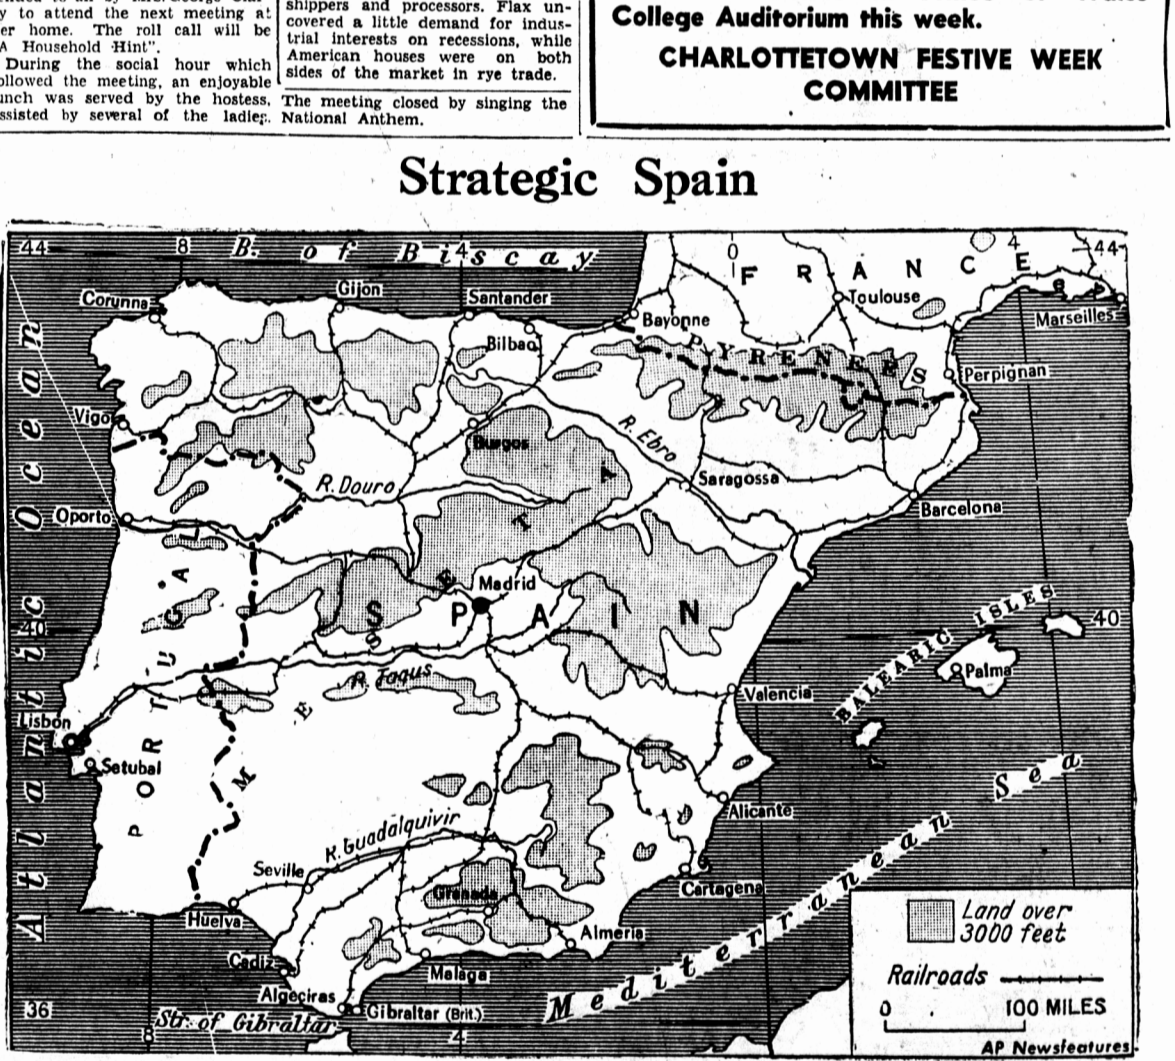 y to attend the next meeting at
er home. The roll call will be
A Household Hint".
During the social hour which
ollowed the meeting, an enjoyable
unch was served by the hostess,
ssisted by several of the ladies.
shippers and processors. Flax un-
covered a little demand for indus-
trial interests on recessions, while
American houses were on both
sides of the market in rye trade.
The meeting closed by singing the
National Anthem.
College Auditorium this week.
CHARLOTTETOWN FESTIVE WEEK
COMMITTEE
Strategic Spain
44
8
B. of Biscay
4
0
4
44
FRANCE
Corunna
Gijon
Santander
Bilbao
Bayonne
Toulouse
Marseilles
PYRENEES
Perpignan
Vigo
Burgos
R. Ebro
R. Douro
Saragossa
Barcelona
Oporto
Atlantic Ocean
PORTUGAL
MESETA
Madrid
SPAIN
40
40
BALEARIC ISLES
Palma
R. Tagus
Valencia
Lisbon
Setubal
Alicante
Mediterranean Sea
R. Guadalquivir
Seville
Granada
Cartagena
Huelva
Almeria
Cadiz
Malaga
Algeciras
Gibraltar (Brit.)
36
Str. of Gibraltar
8
4
Land over
3000 feet
Railroads
0 100 MILES
AP Newsfeatures